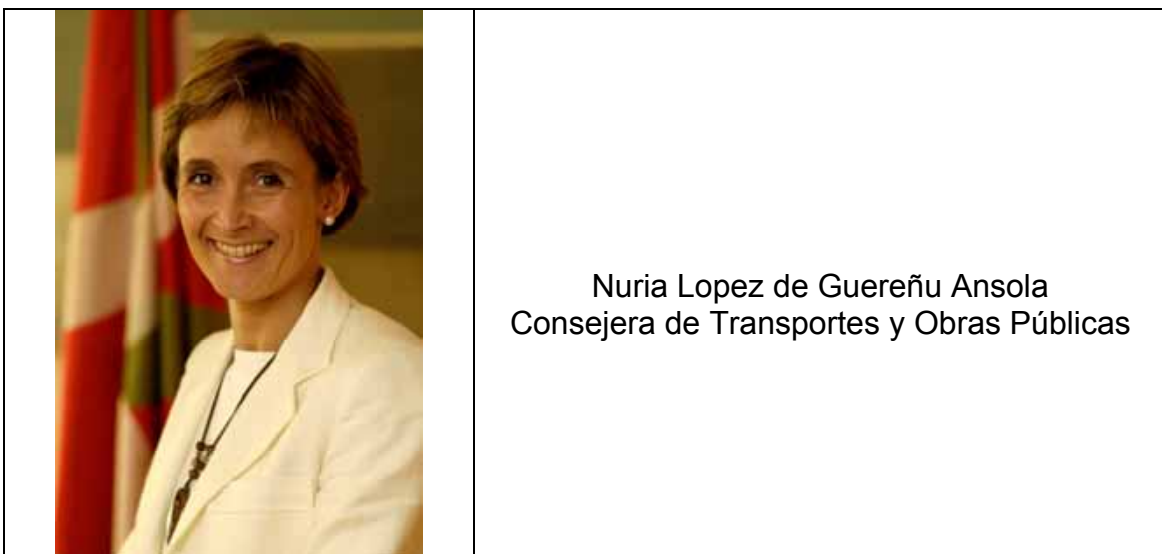 Nuria Lopez de Guereñu Ansola
Consejera de Transportes y Obras Públicas